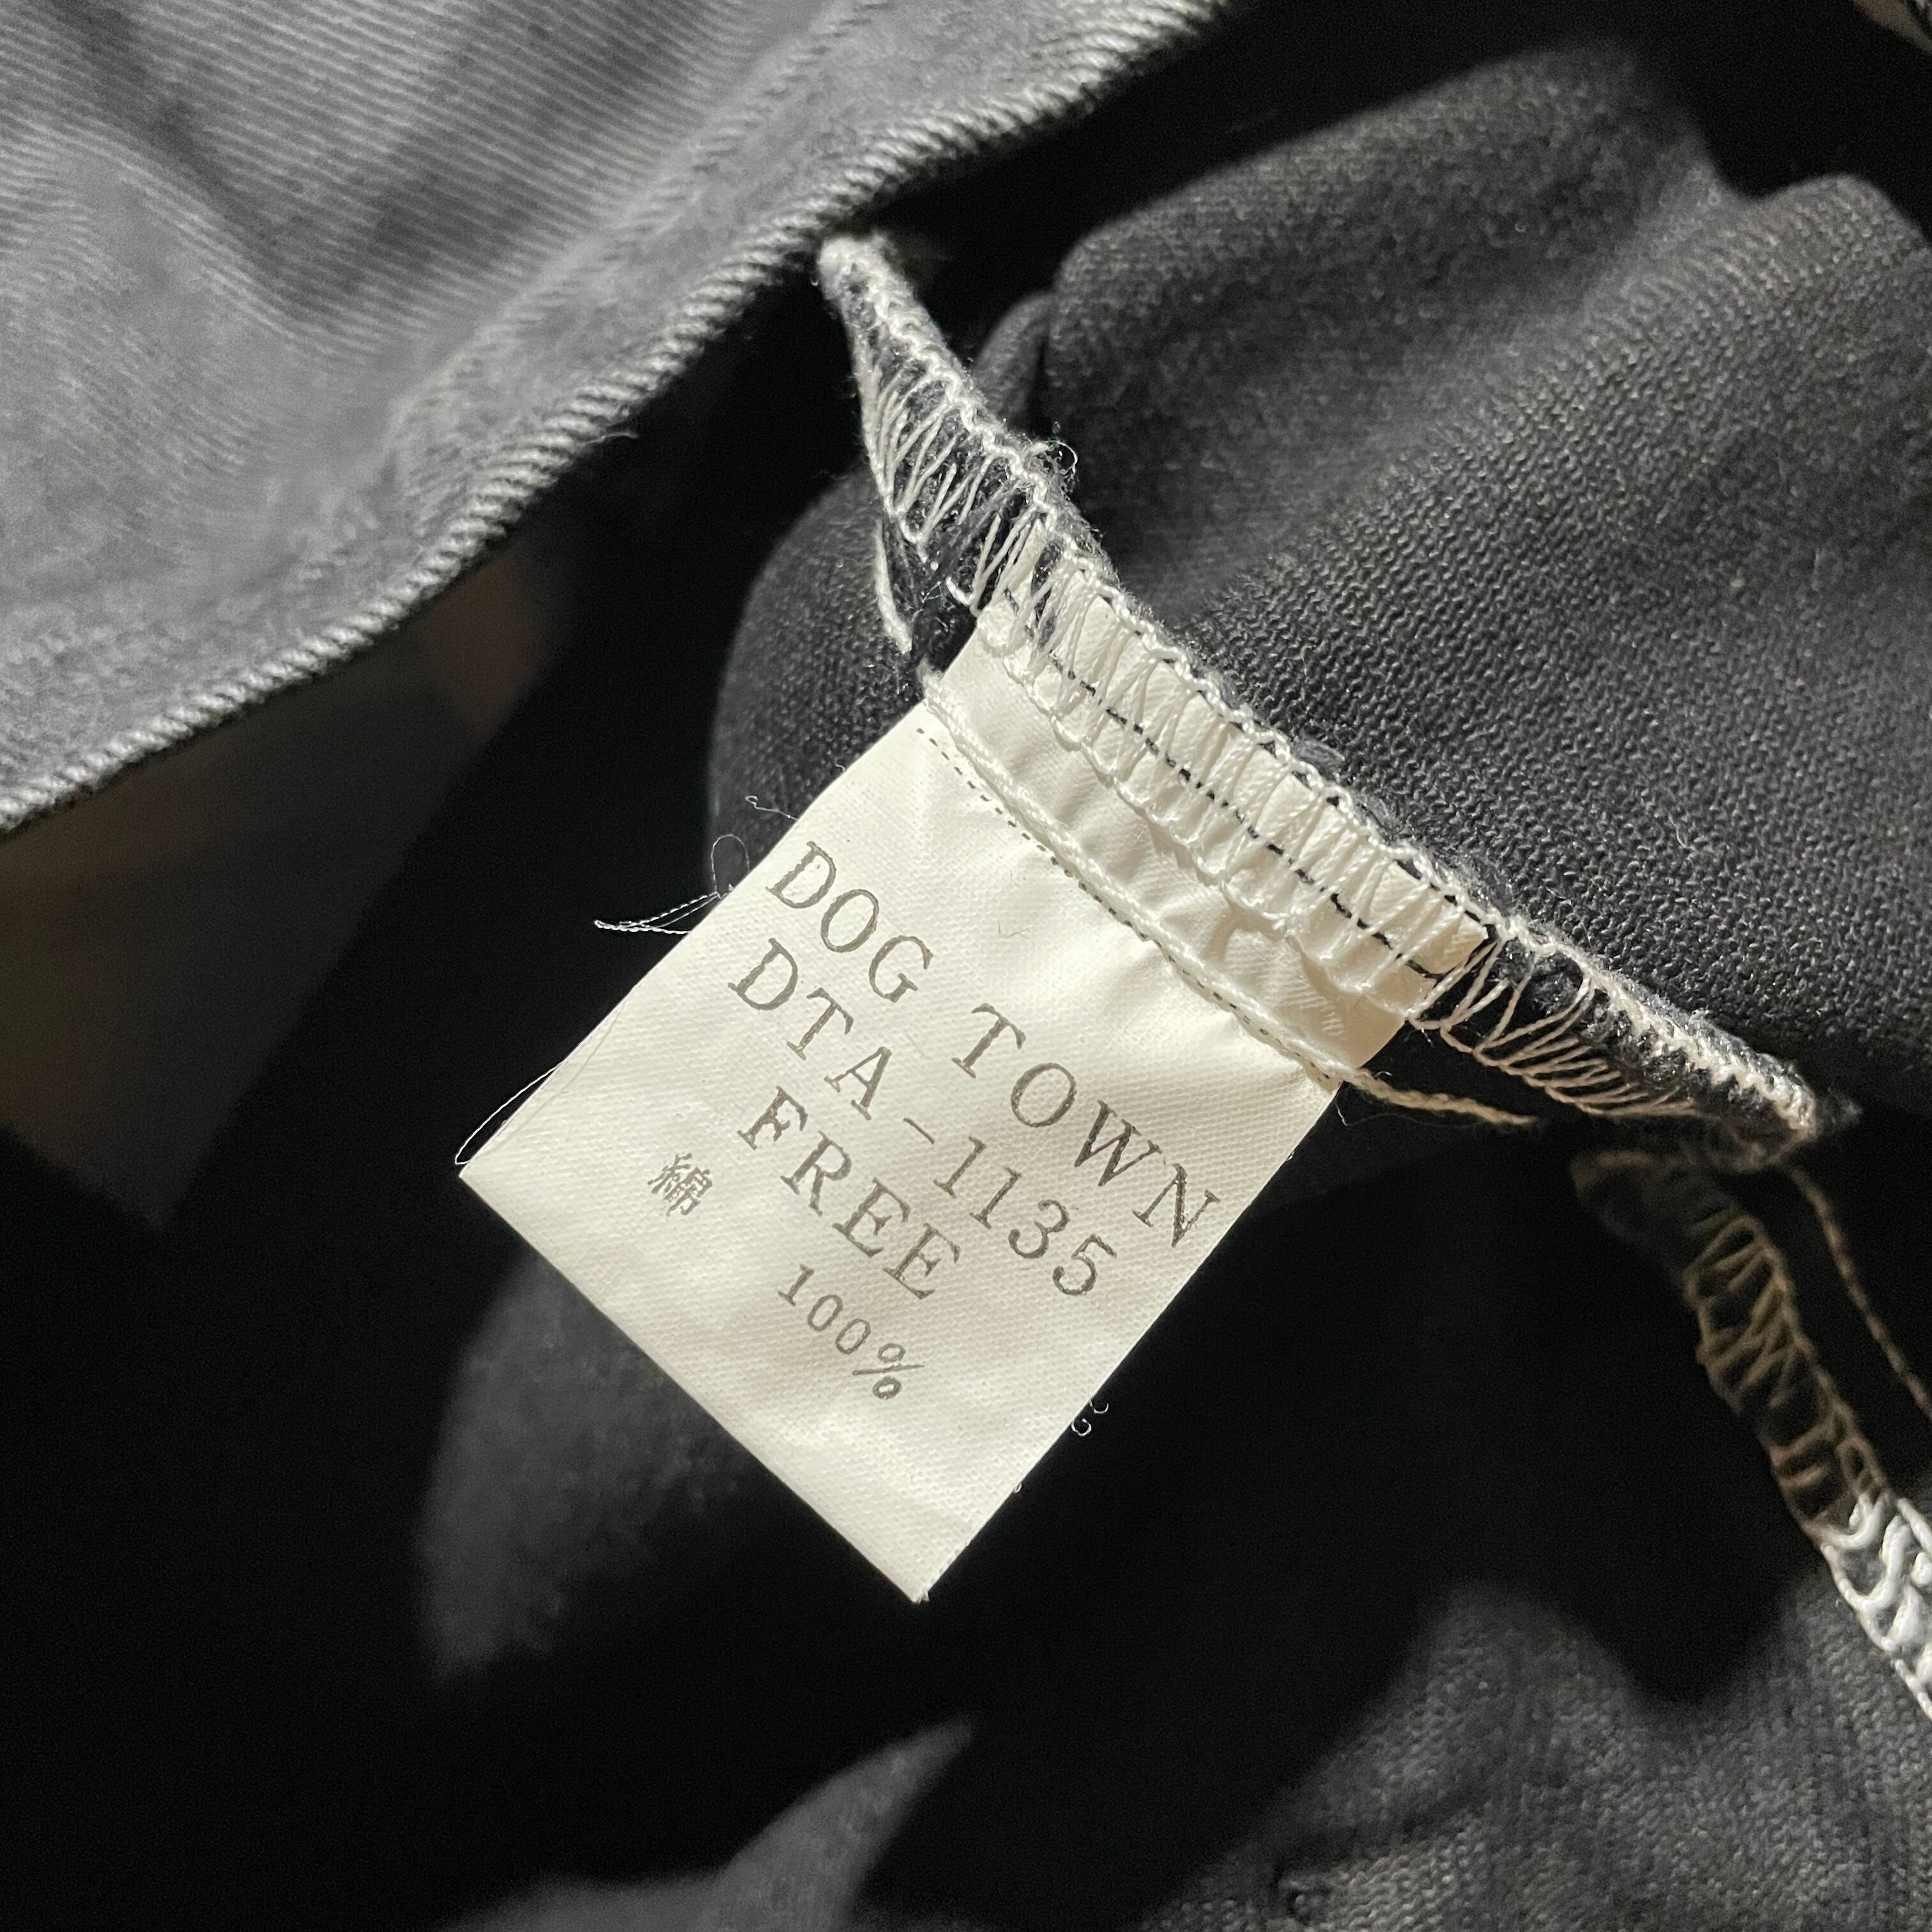 DOG TOWN
DTA-1135
FREE
綿 100%